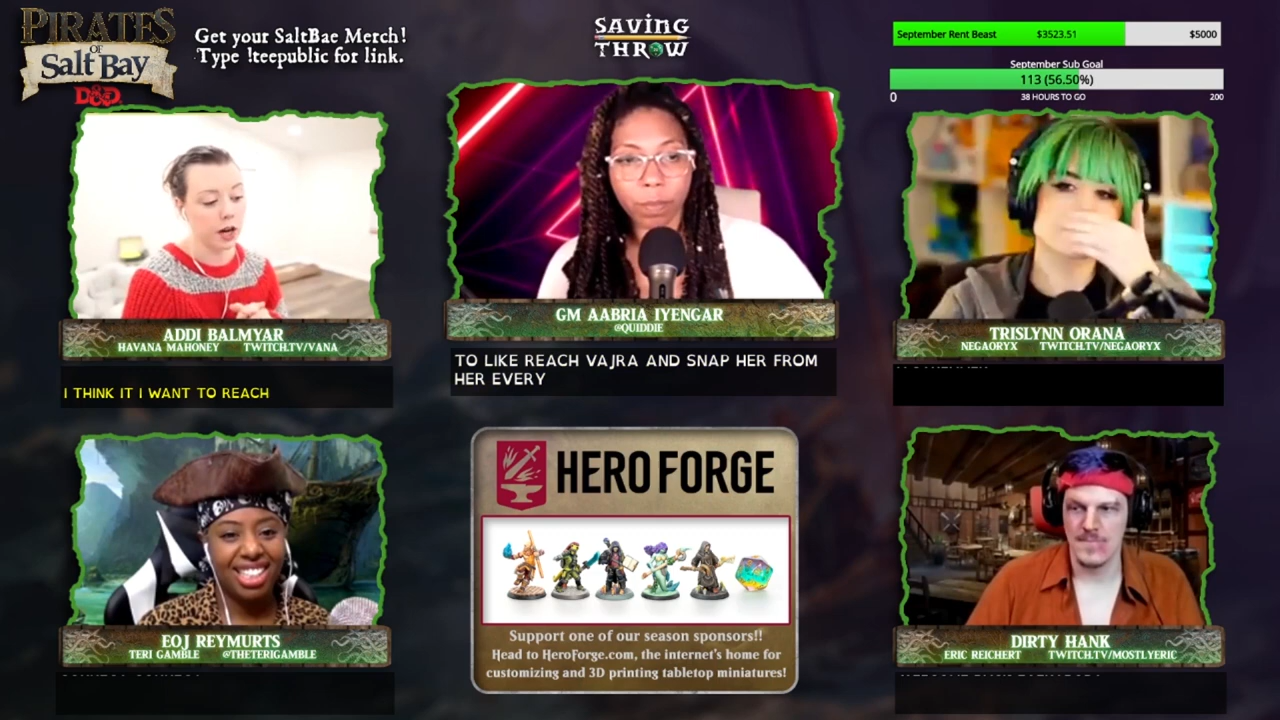 PIRATES
OF
Salt Bay
D&D
Get your SaltBae Merch!
Type !teepublic for link.
SAVING
THROW
September Rent Beast $3523.51 $5000
September Sub Goal
113 (56.50%)
0 38 HOURS TO GO 200
ADDI BALMYAR
HAVANA MAHONEY TWITCH.TV/VANA
I THINK IT I WANT TO REACH
GM AABRIA IYENGAR
@QUIDDIE
TO LIKE REACH VAJRA AND SNAP HER FROM
HER EVERY
TRISLYNN ORANA
NEGAORYX TWITCH.TV/NEGAORYX
EOJ REYMURTS
TERI GAMBLE @THETERIGAMBLE
HERO FORGE
Support one of our season sponsors!!
Head to HeroForge.com, the internet's home for
customizing and 3D printing tabletop miniatures!
DIRTY HANK
ERIC REICHERT TWITCH.TV/MOSTLYERIC